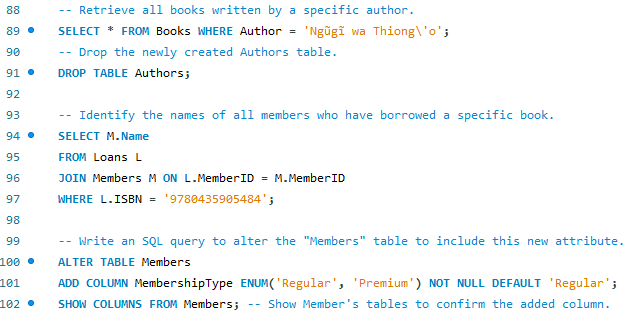 88 -- Retrieve all books written by a specific author.
89 SELECT * FROM Books WHERE Author = 'Ngũgĩ wa Thiong\'o';
90 -- Drop the newly created Authors table.
91 DROP TABLE Authors;
92
93 -- Identify the names of all members who have borrowed a specific book.
94 SELECT M.Name
95 FROM Loans L
96 JOIN Members M ON L.MemberID = M.MemberID
97 WHERE L.ISBN = '9780435905484';
98
99 -- Write an SQL query to alter the "Members" table to include this new attribute.
100 ALTER TABLE Members
101 ADD COLUMN MembershipType ENUM('Regular', 'Premium') NOT NULL DEFAULT 'Regular';
102 SHOW COLUMNS FROM Members; -- Show Member's tables to confirm the added column.